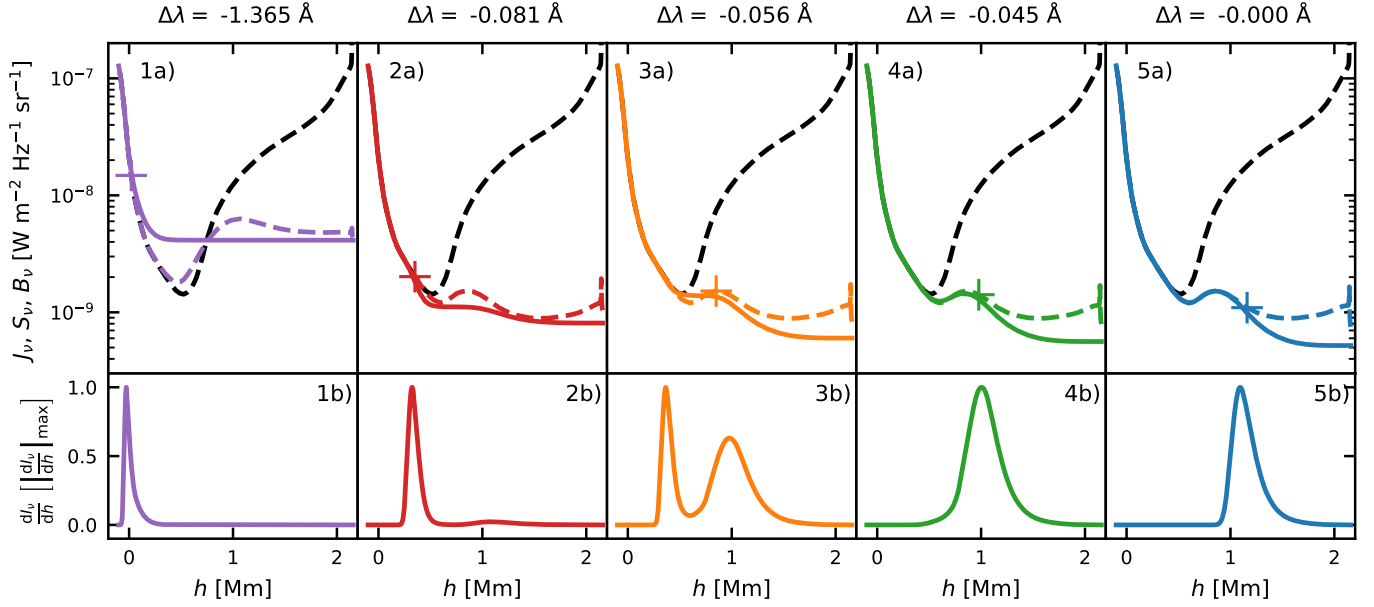 Δλ = -1.365 Å
Δλ = -0.081 Å
Δλ = -0.056 Å
Δλ = -0.045 Å
Δλ = -0.000 Å
J_ν, S_ν, B_ν [W m⁻² Hz⁻¹ sr⁻¹]
10⁻⁷
10⁻⁸
10⁻⁹
1a)
2a)
3a)
4a)
5a)
dI_ν/dh [|dI_ν/dh|_max]
1.0
0.5
0.0
1b)
2b)
3b)
4b)
5b)
0 1 2
0 1 2
0 1 2
0 1 2
0 1 2
h [Mm]
h [Mm]
h [Mm]
h [Mm]
h [Mm]